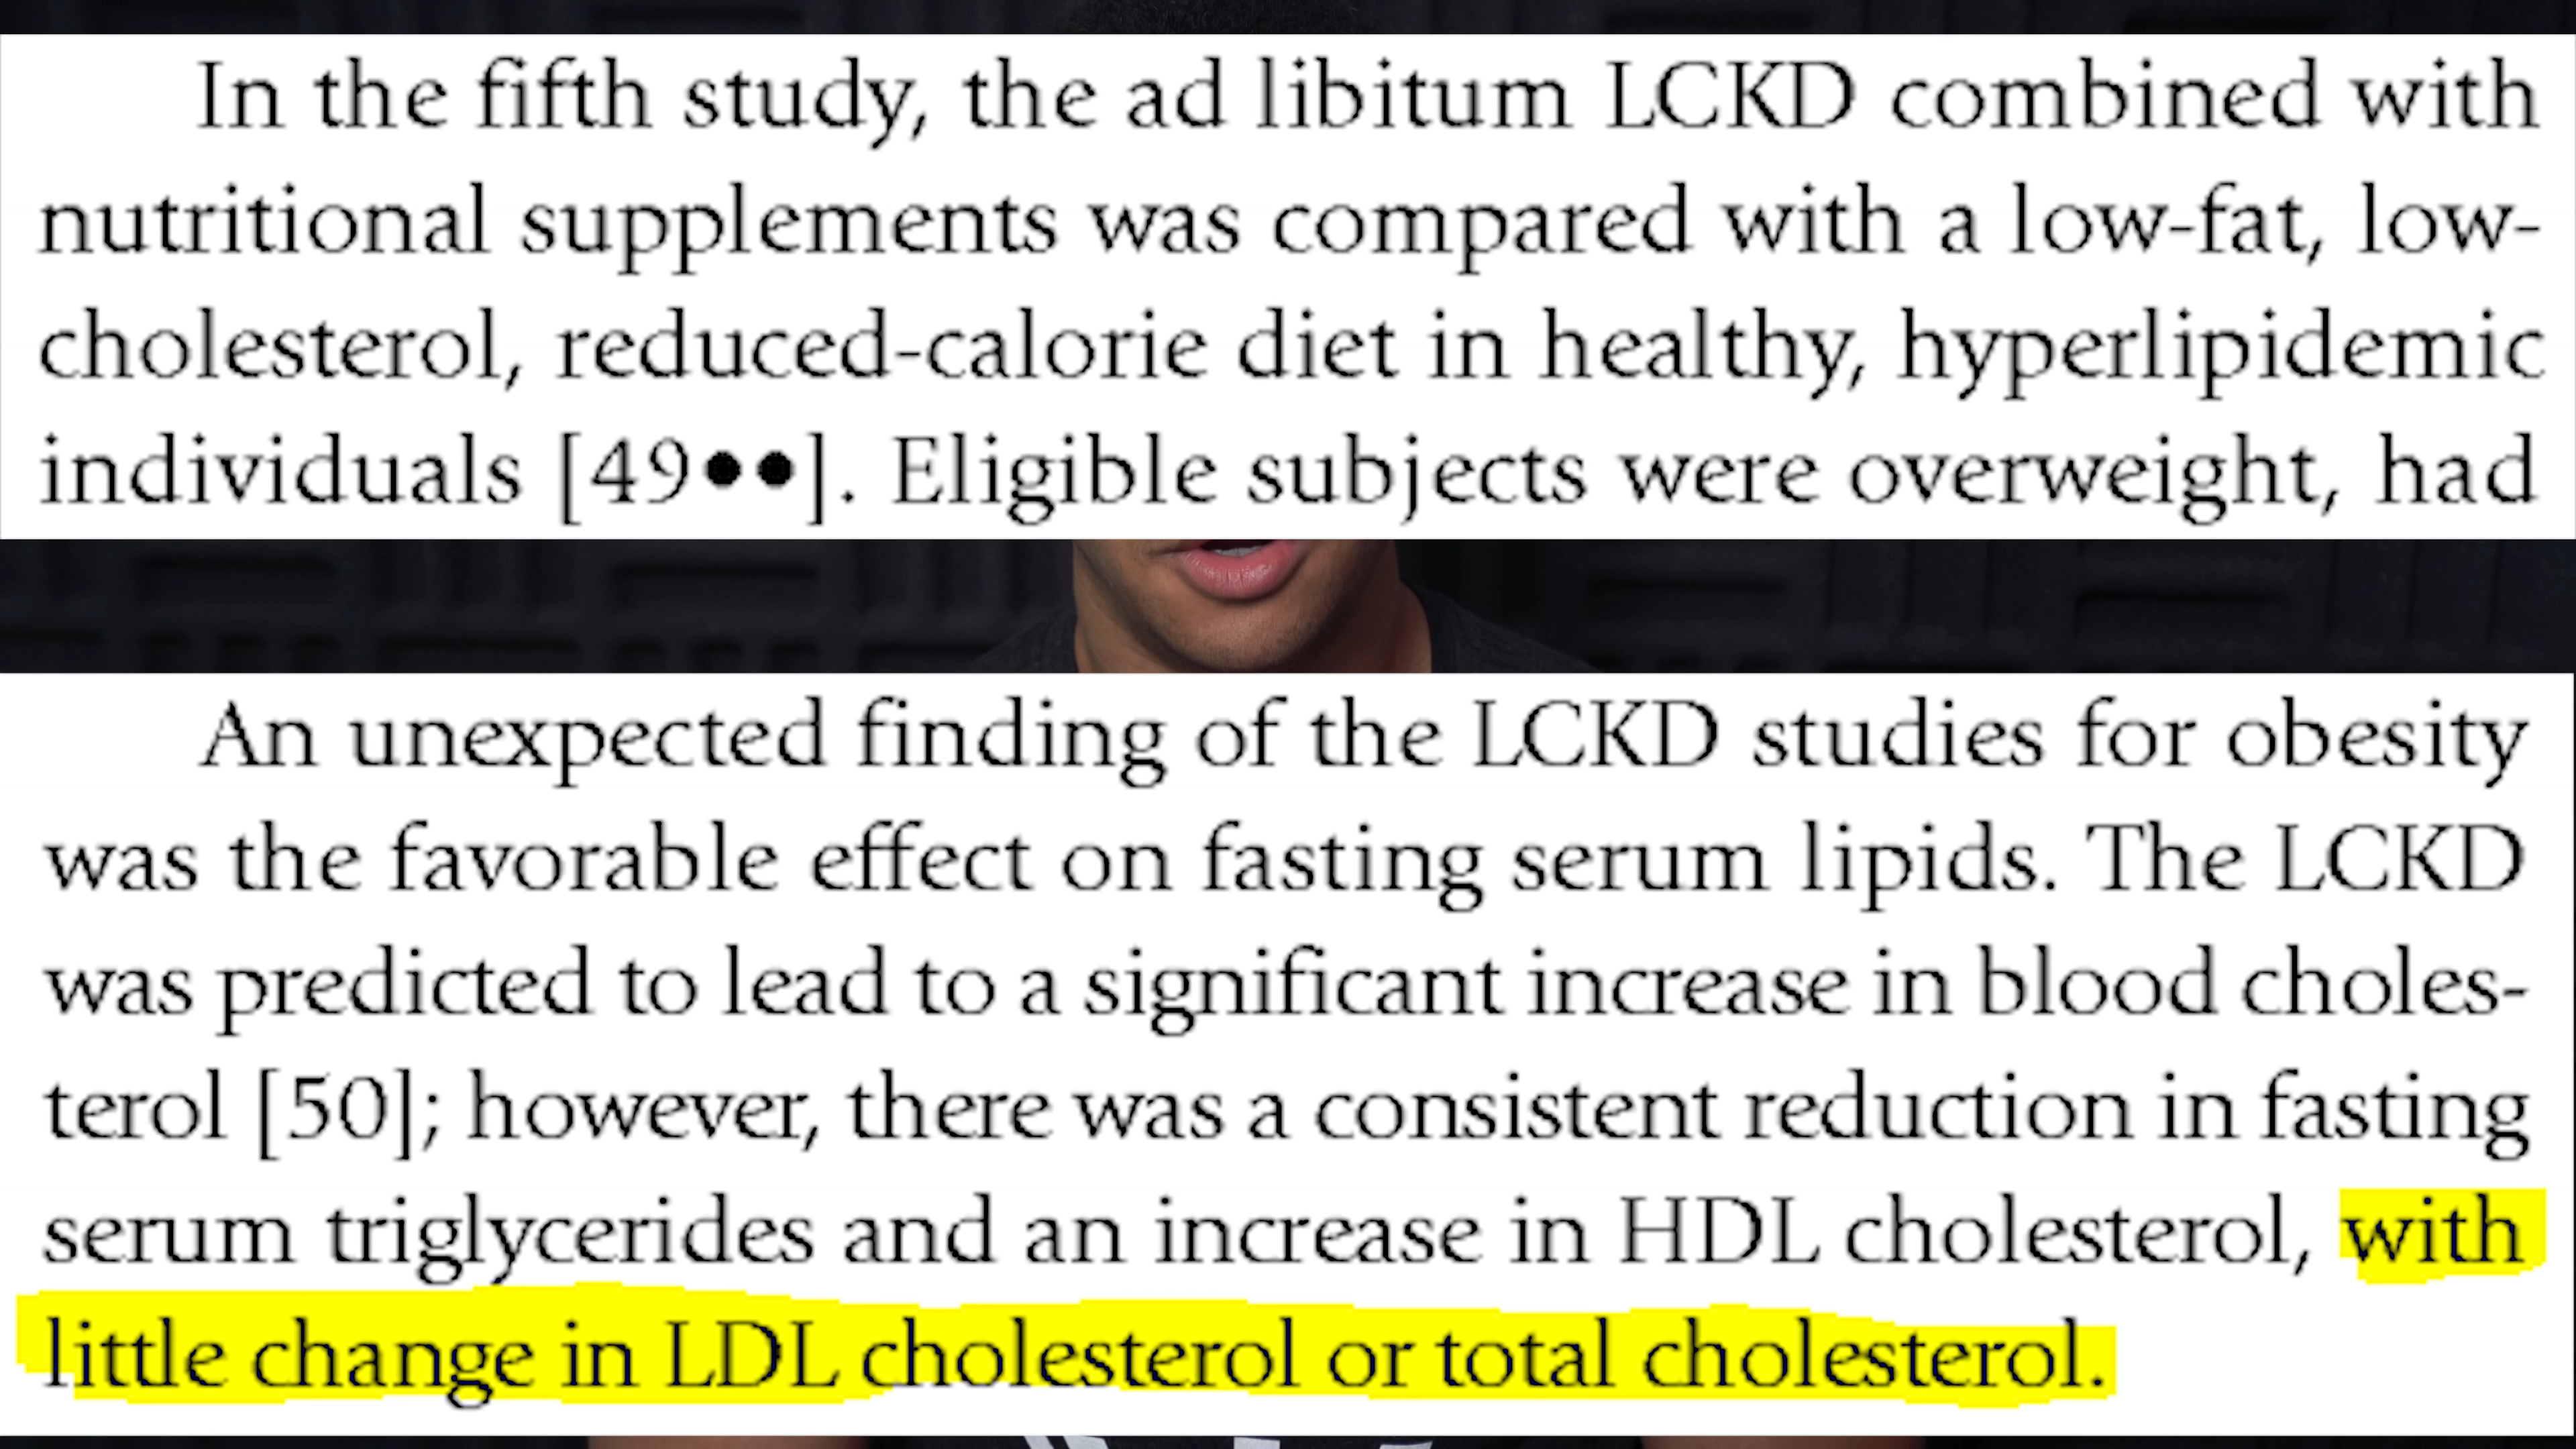 In the fifth study, the ad libitum LCKD combined with
nutritional supplements was compared with a low-fat, low-
cholesterol, reduced-calorie diet in healthy, hyperlipidemic
individuals [49●●]. Eligible subjects were overweight, had
An unexpected finding of the LCKD studies for obesity
was the favorable effect on fasting serum lipids. The LCKD
was predicted to lead to a significant increase in blood choles-
terol [50]; however, there was a consistent reduction in fasting
serum triglycerides and an increase in HDL cholesterol, with
little change in LDL cholesterol or total cholesterol.